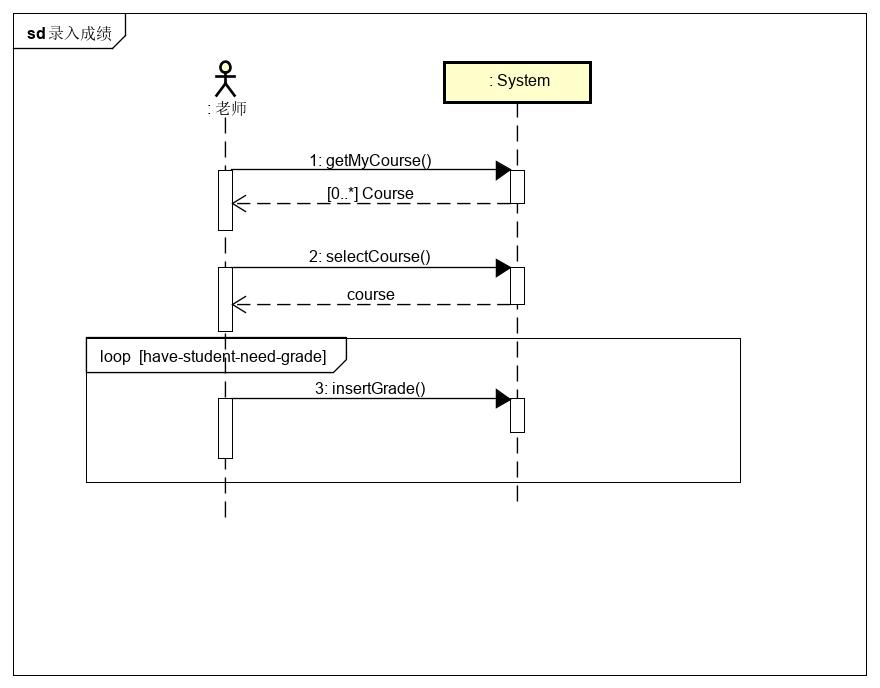 sd 录入成绩
: 老师
: System
1: getMyCourse()
[0..*] Course
2: selectCourse()
course
loop [have-student-need-grade]
3: insertGrade()